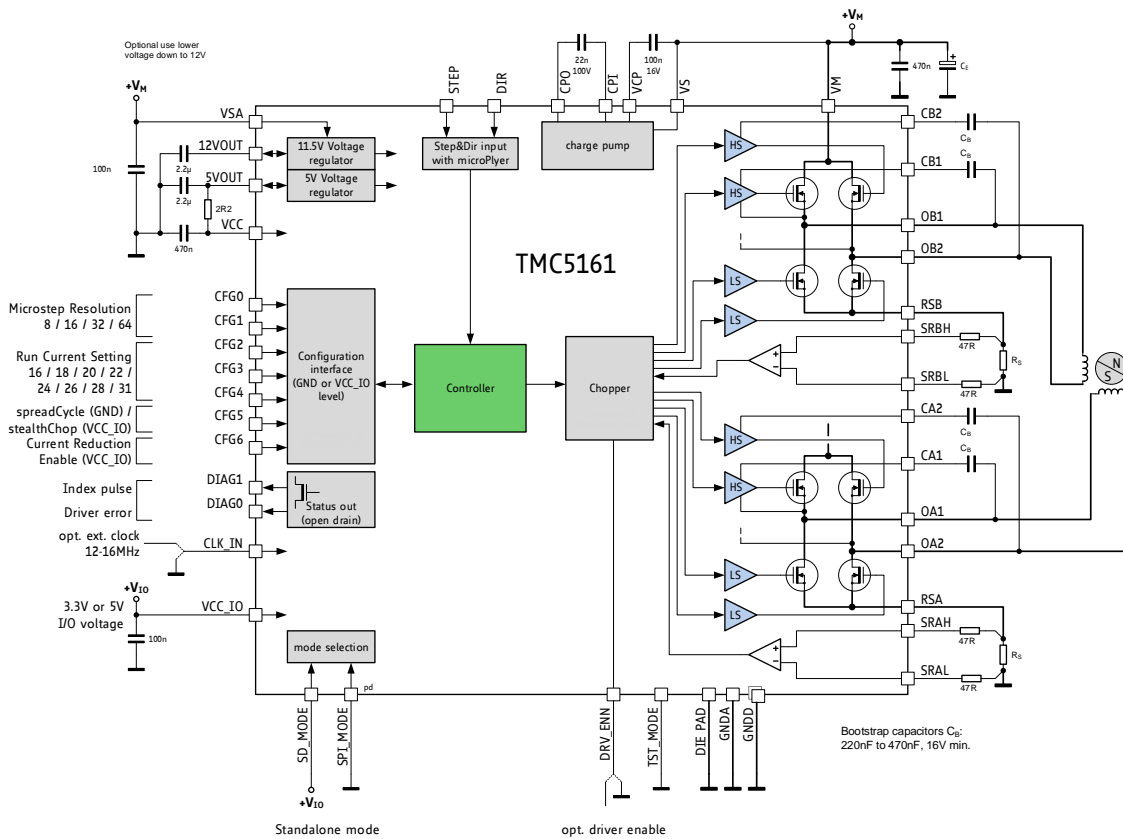 +VM
Optional use lower
voltage down to 12V
22n
100V
100n
16V
470n
CE
+VM
STEP
DIR
CPO
CPI
VCP
VS
VM
VSA
CB2
CB
11.5V Voltage
regulator
Step&Dir input
with microPlyer
charge pump
HS
12VOUT
2.2µ
100n
CB
CB1
5VOUT
5V Voltage
regulator
HS
2.2µ
2R2
VCC
OB1
470n
OB2
TMC5161
LS
CFG0
Microstep Resolution
8 / 16 / 32 / 64
CFG1
LS
RSB
CFG2
SRBH
47R
Run Current Setting
16 / 18 / 20 / 22 /
24 / 26 / 28 / 31
CFG3
Configuration
interface
(GND or VCC_IO
level)
Controller
Chopper
+
−
RS
N
S
CFG4
SRBL
47R
spreadCycle (GND) /
stealthChop (VCC_IO)
CFG5
CA2
CB
Current Reduction
Enable (VCC_IO)
CFG6
HS
CA1
CB
Index pulse
DIAG1
HS
Driver error
DIAG0
Status out
(open drain)
OA1
opt. ext. clock
12-16MHz
CLK_IN
OA2
LS
+VIO
3.3V or 5V
I/O voltage
VCC_IO
LS
RSA
100n
SRAH
47R
mode selection
+
−
RS
SRAL
47R
pd
SD_MODE
SPI_MODE
DRV_ENN
TST_MODE
DIE_PAD
GNDA
GNDD
Bootstrap capacitors CB:
220nF to 470nF, 16V min.
+VIO
Standalone mode
opt. driver enable